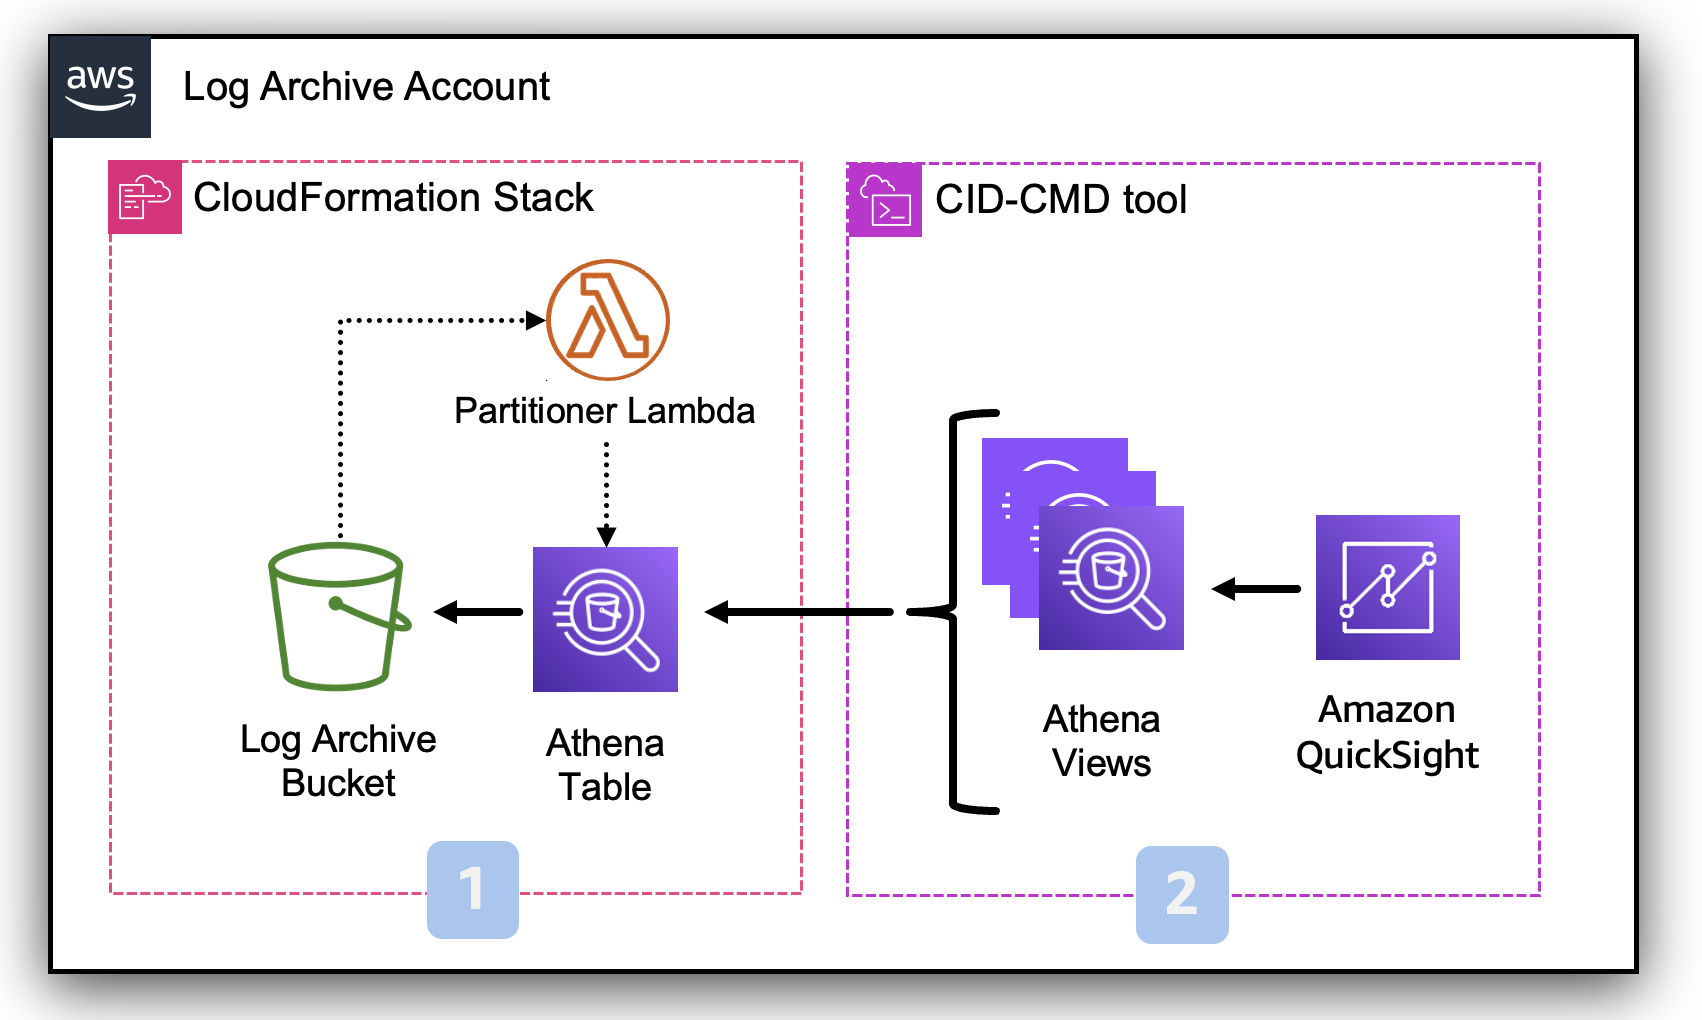 aws
Log Archive Account
CloudFormation Stack
Partitioner Lambda
Log Archive
Bucket
Athena
Table
1
CID-CMD tool
Athena
Views
Amazon
QuickSight
2